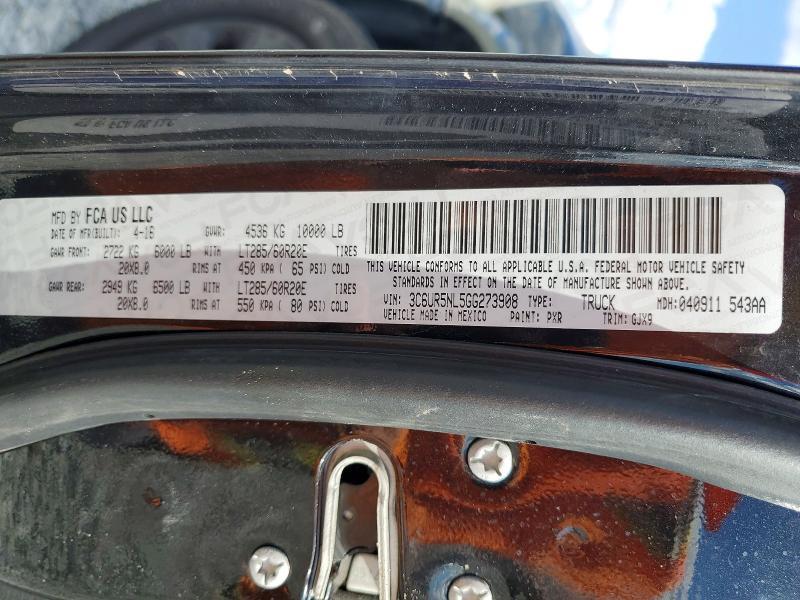 MFD BY FCA US LLC
DATE OF MFR(BUILT): 4-16 GVWR: 4536 KG 10000 LB
GAWR FRONT: 2722 KG 6000 LB WITH LT285/60R20E TIRES
20X8.0 RIMS AT 450 KPA ( 65 PSI) COLD
GAWR REAR: 2949 KG 6500 LB WITH LT285/60R20E TIRES
20X8.0 RIMS AT 550 KPA ( 80 PSI) COLD
THIS VEHICLE CONFORMS TO ALL APPLICABLE U.S.A. FEDERAL MOTOR VEHICLE SAFETY
STANDARDS IN EFFECT ON THE DATE OF MANUFACTURE SHOWN ABOVE.
VIN: 3C6UR5NL5GG273908 TYPE: TRUCK MDH: 040911 543AA
VEHICLE MADE IN MEXICO PAINT: PXR TRIM: GJX9